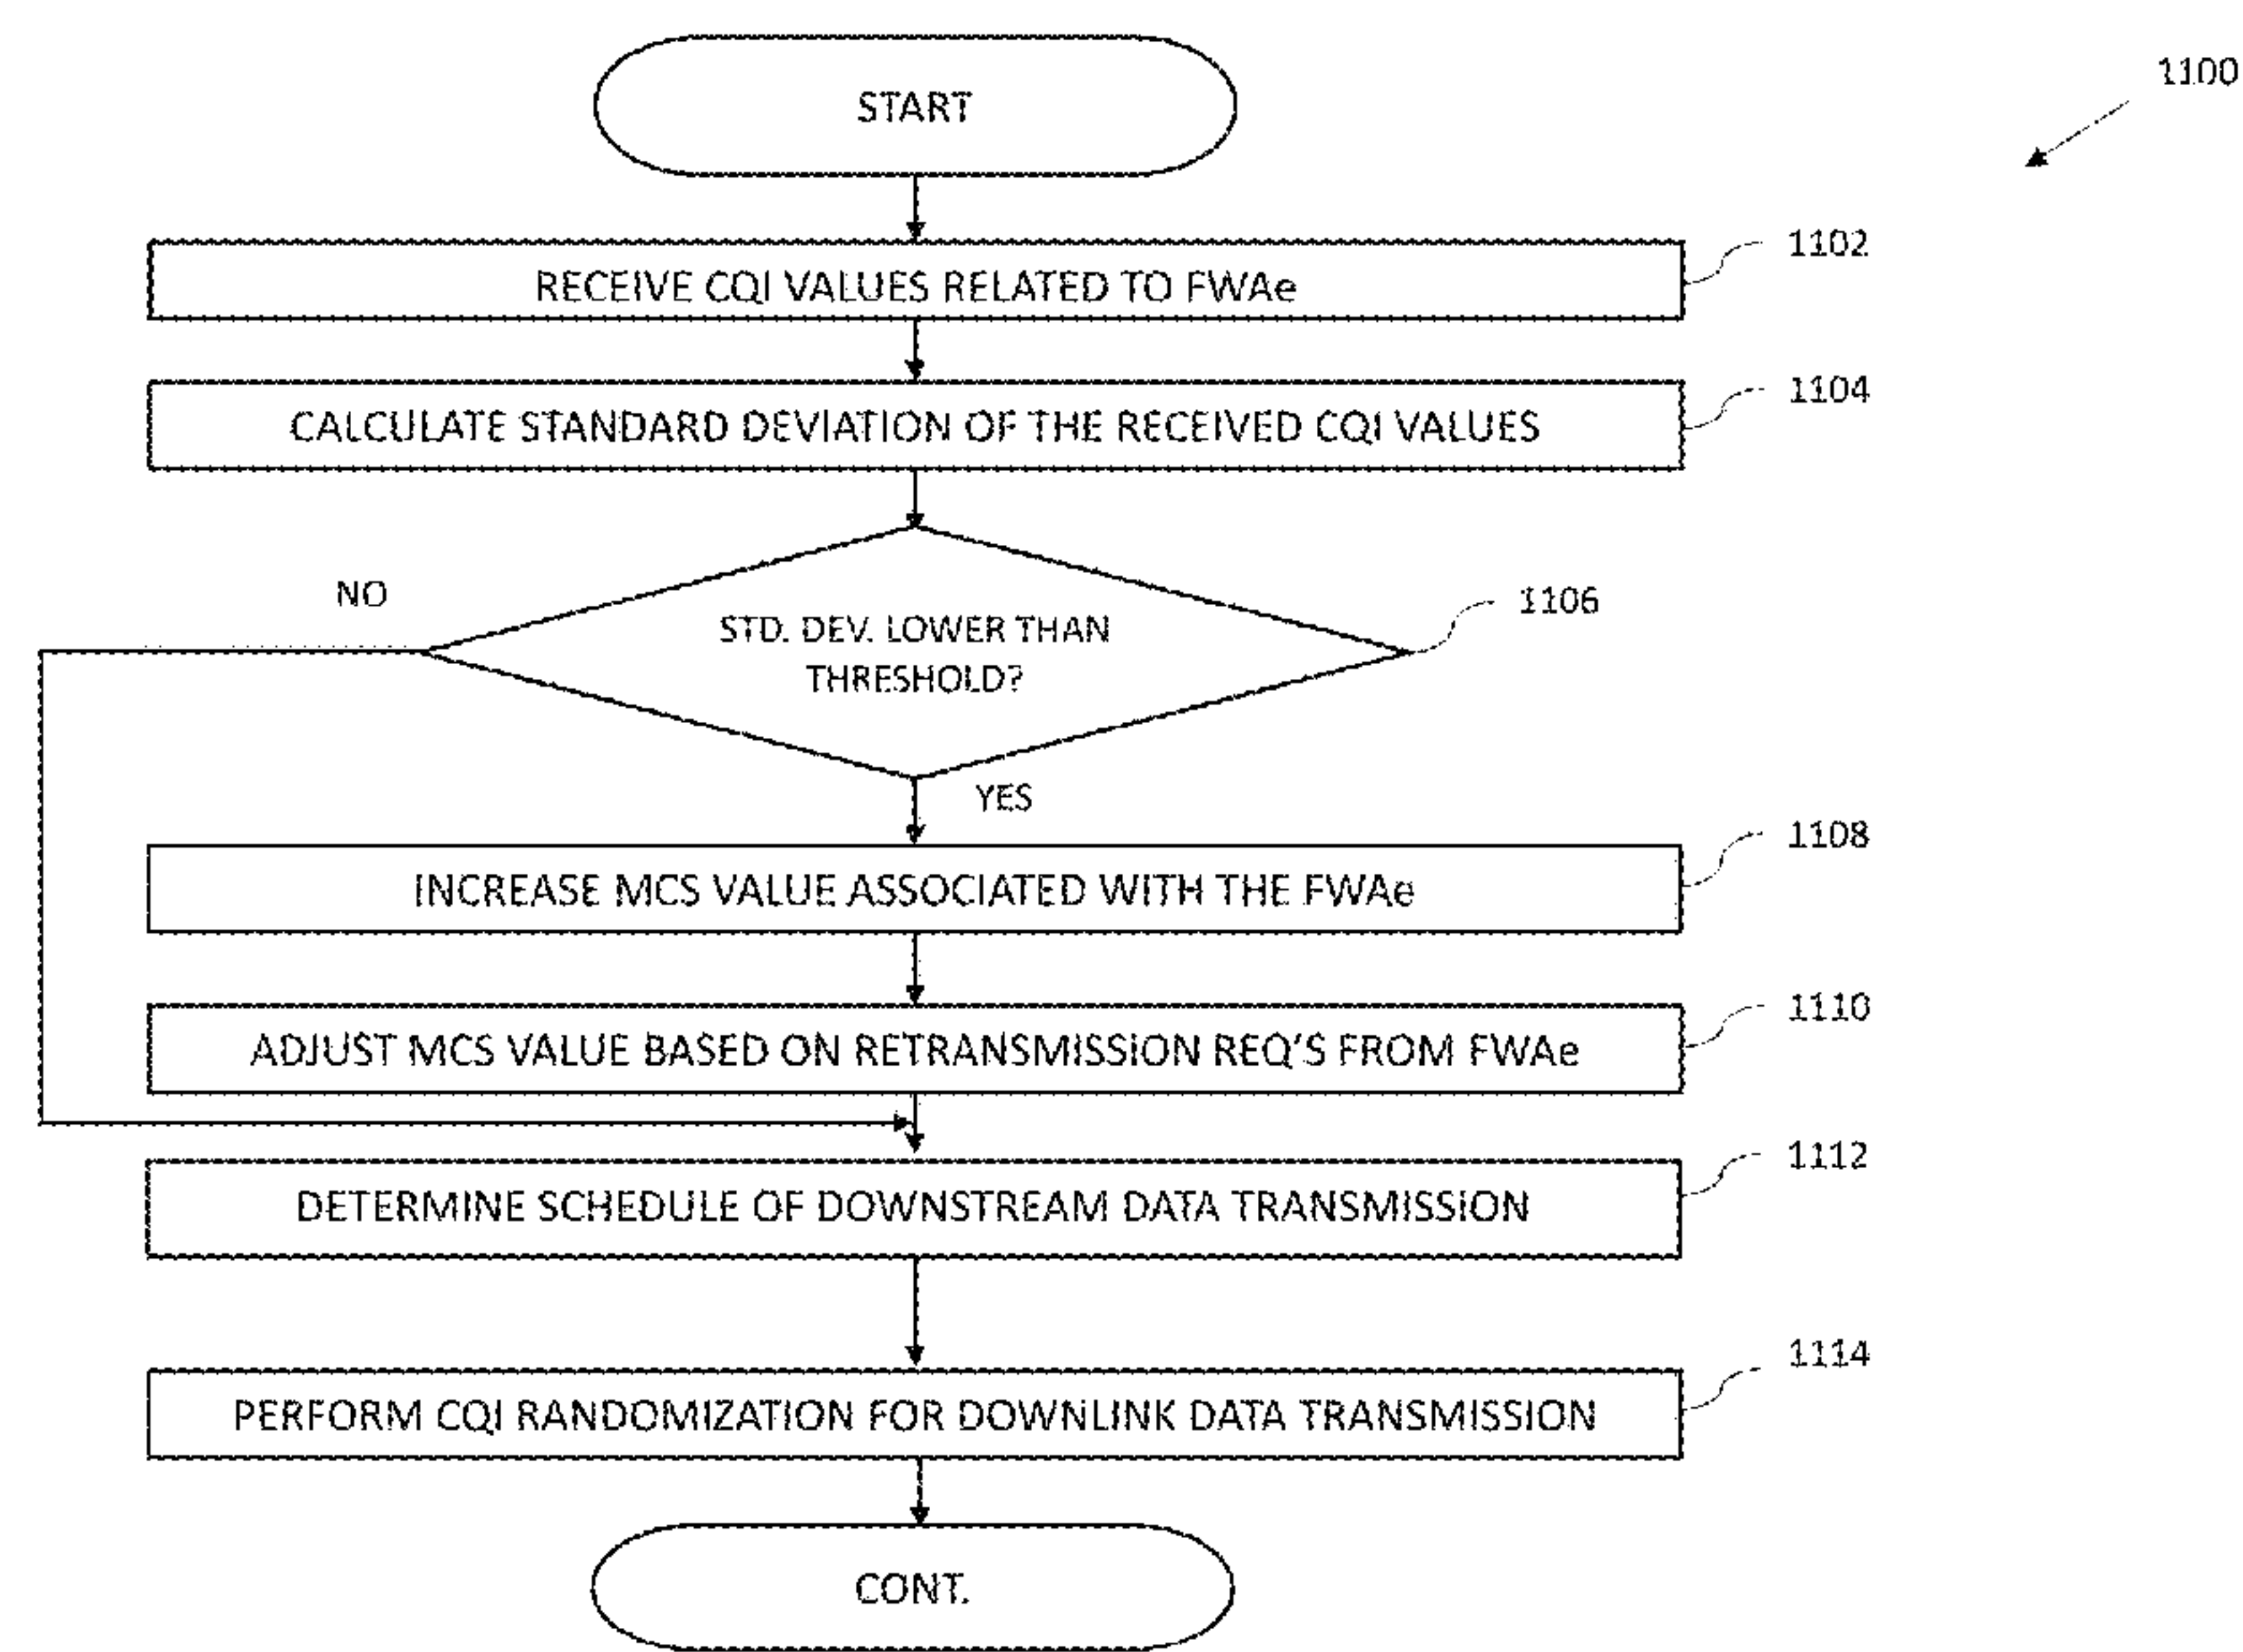 1100
START
RECEIVE CQI VALUES RELATED TO FWAe
1102
CALCULATE STANDARD DEVIATION OF THE RECEIVED CQI VALUES
1104
NO
STD. DEV. LOWER THAN
THRESHOLD?
1106
YES
INCREASE MCS VALUE ASSOCIATED WITH THE FWAe
1108
ADJUST MCS VALUE BASED ON RETRANSMISSION REQ'S FROM FWAe
1110
DETERMINE SCHEDULE OF DOWNSTREAM DATA TRANSMISSION
1112
PERFORM CQI RANDOMIZATION FOR DOWNLINK DATA TRANSMISSION
1114
CONT.